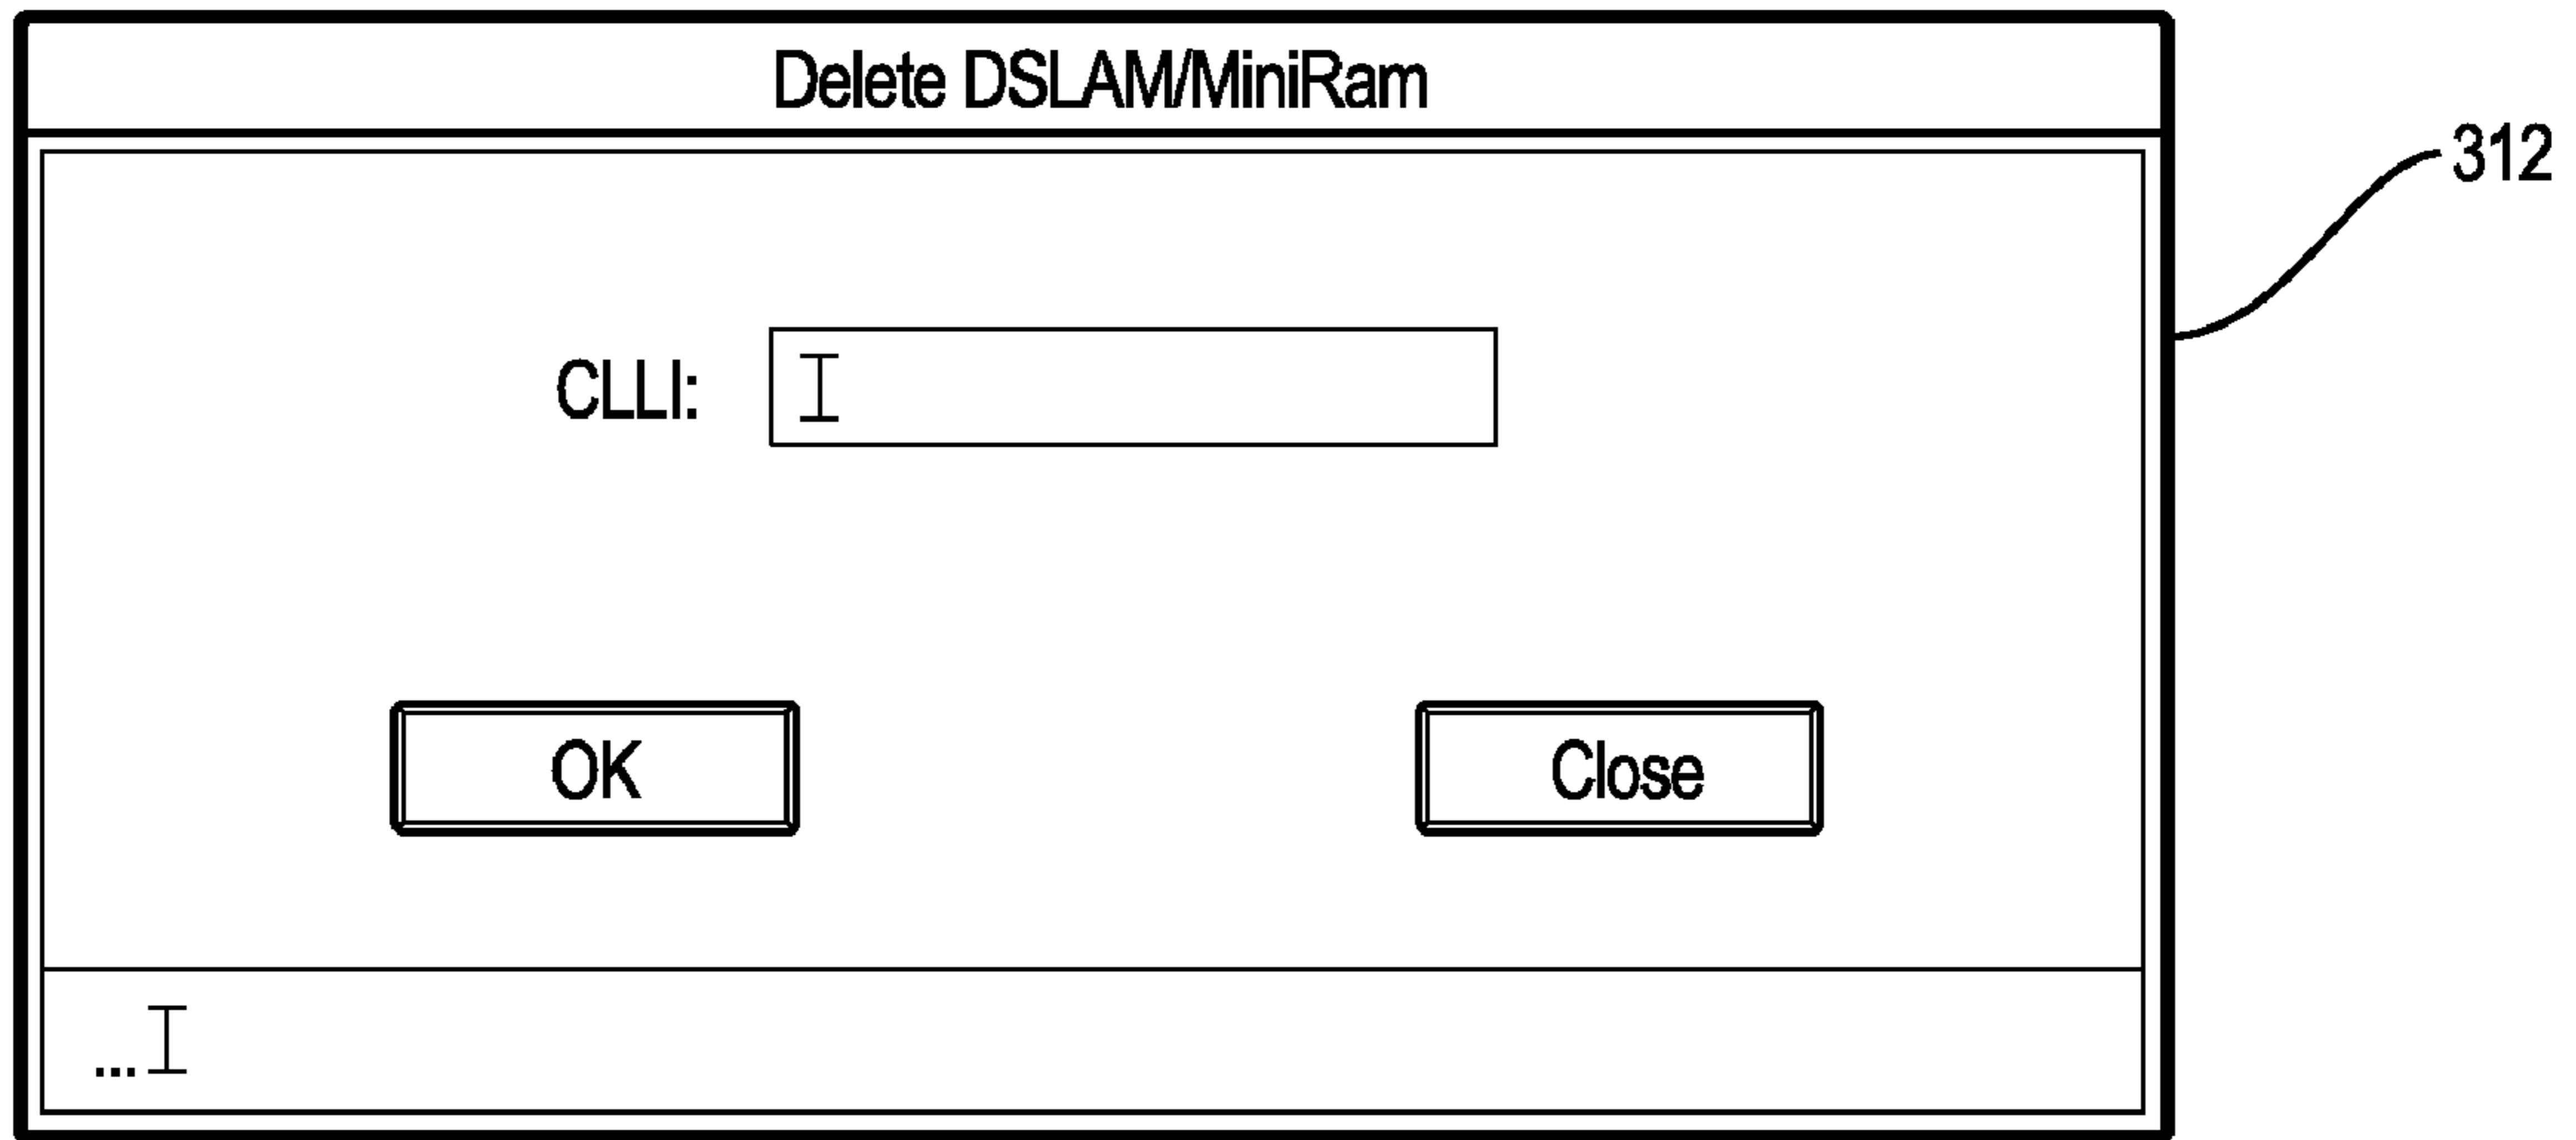 Delete DSLAM/MiniRam
312
CLLI:
OK
Close
...